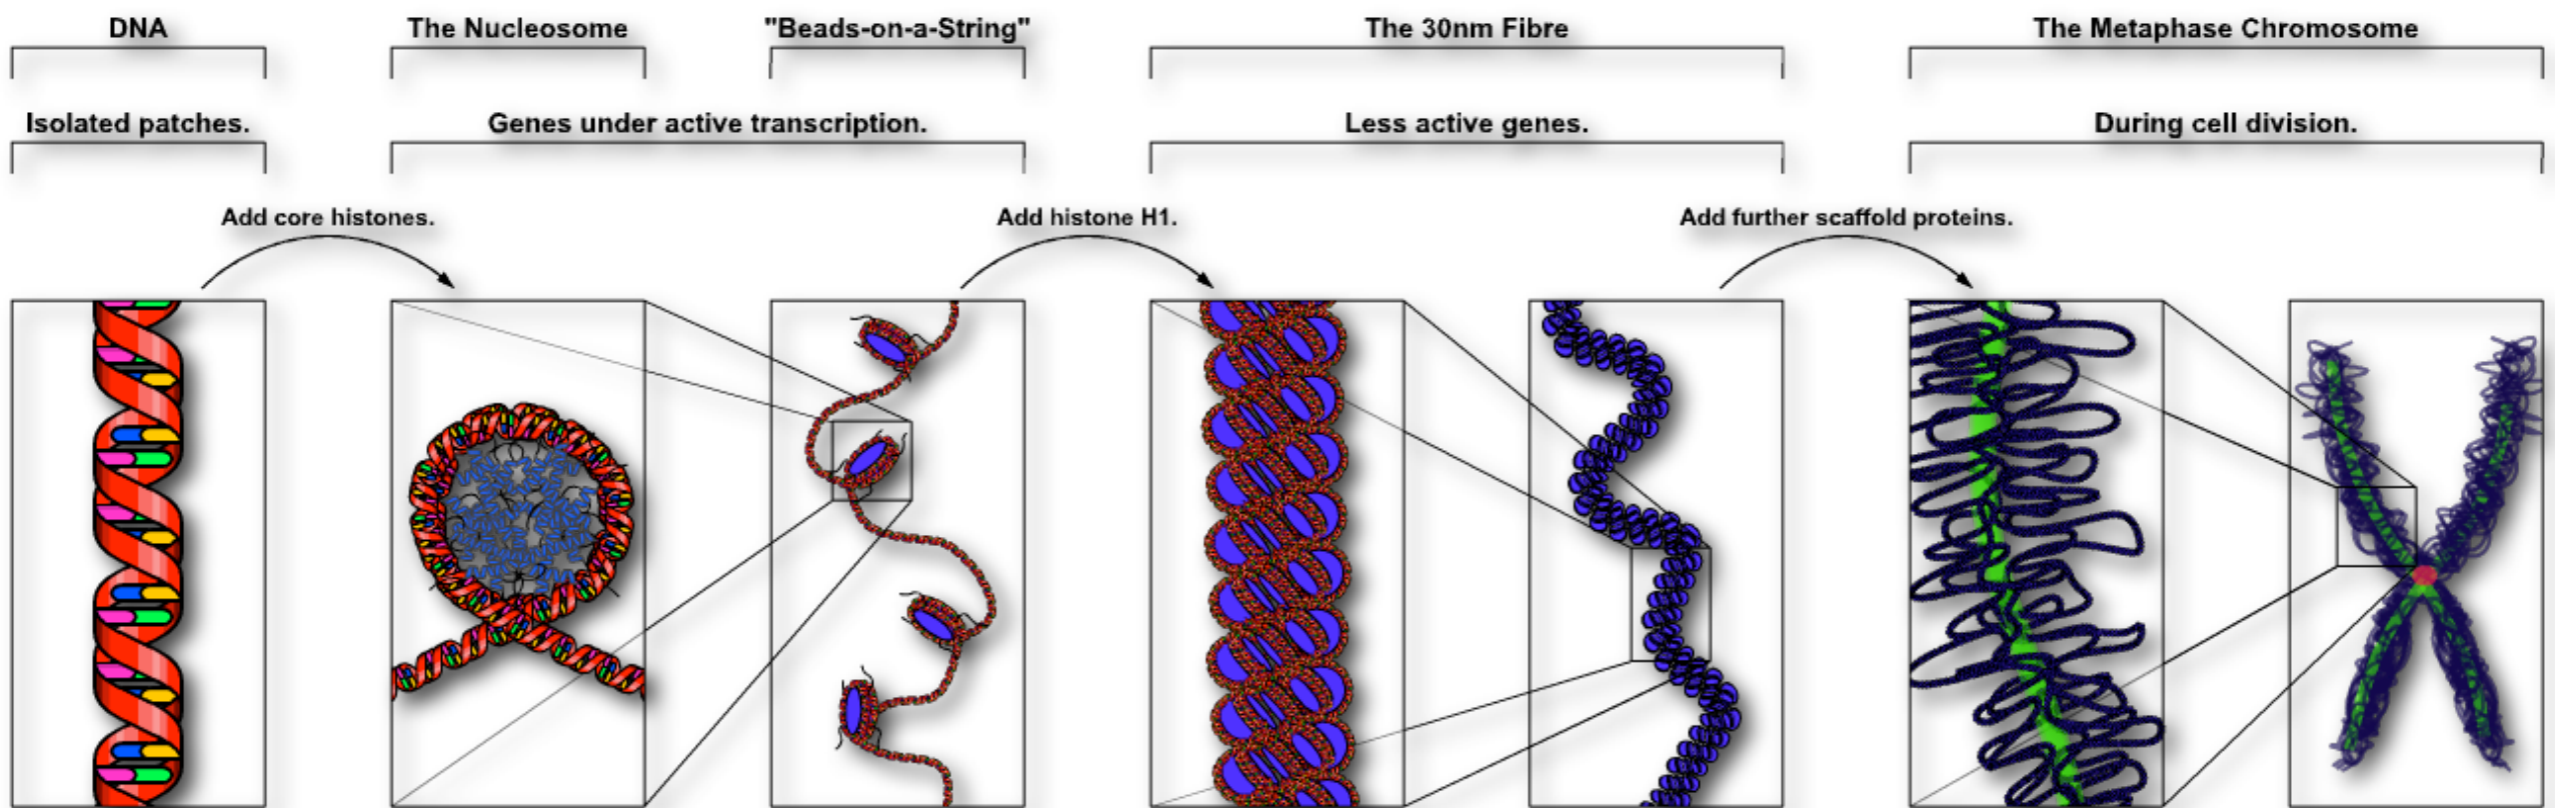 DNA
The Nucleosome
"Beads-on-a-String"
The 30nm Fibre
The Metaphase Chromosome
Isolated patches.
Genes under active transcription.
Less active genes.
During cell division.
Add core histones.
Add histone H1.
Add further scaffold proteins.